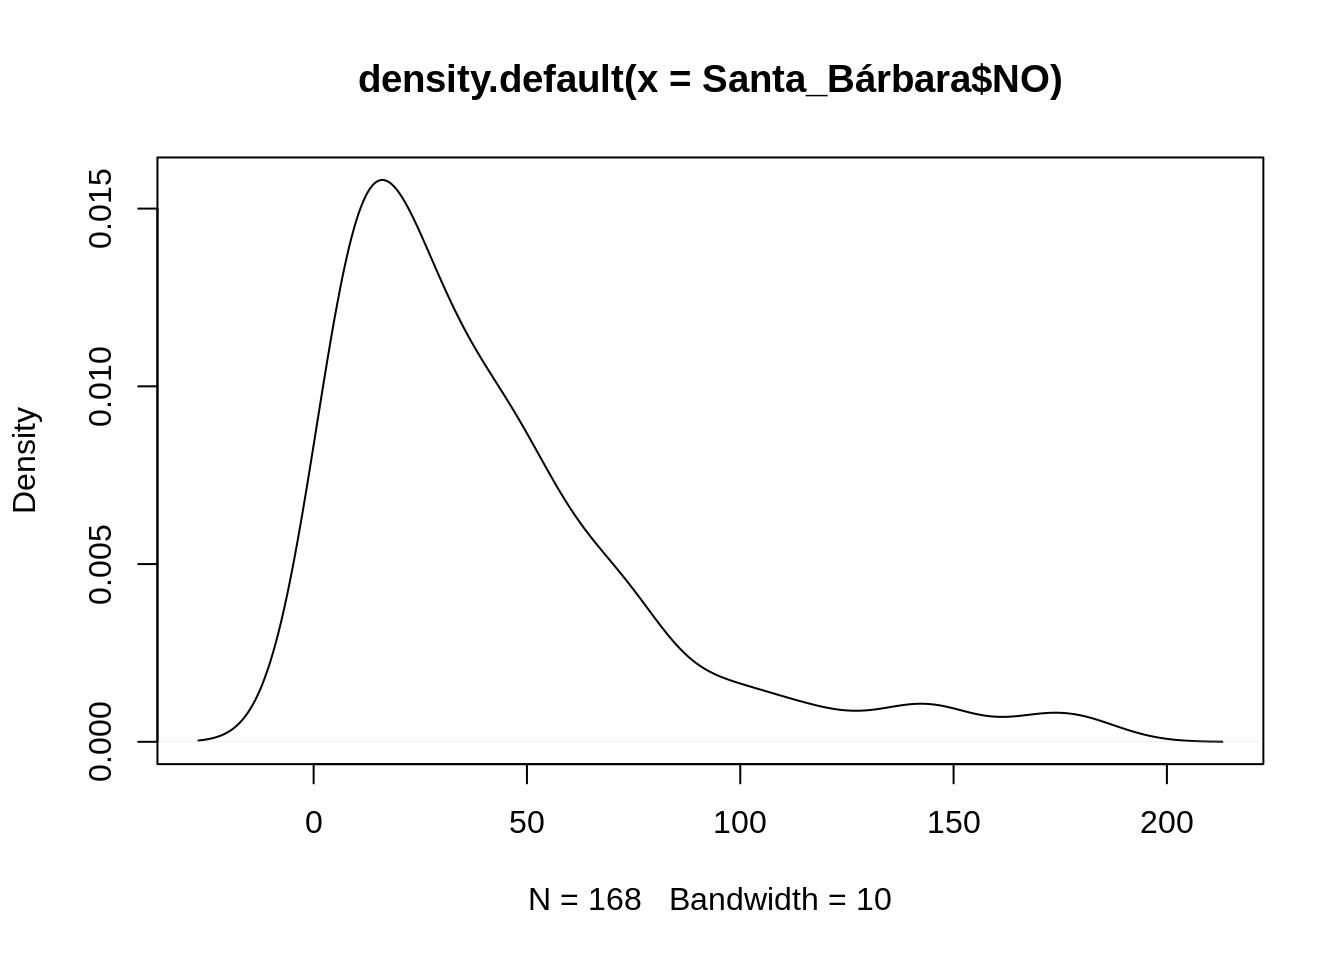 density.default(x = Santa_Bárbara$NO)
Density
0.015
0.010
0.005
0.000
0 50 100 150 200
N = 168 Bandwidth = 10